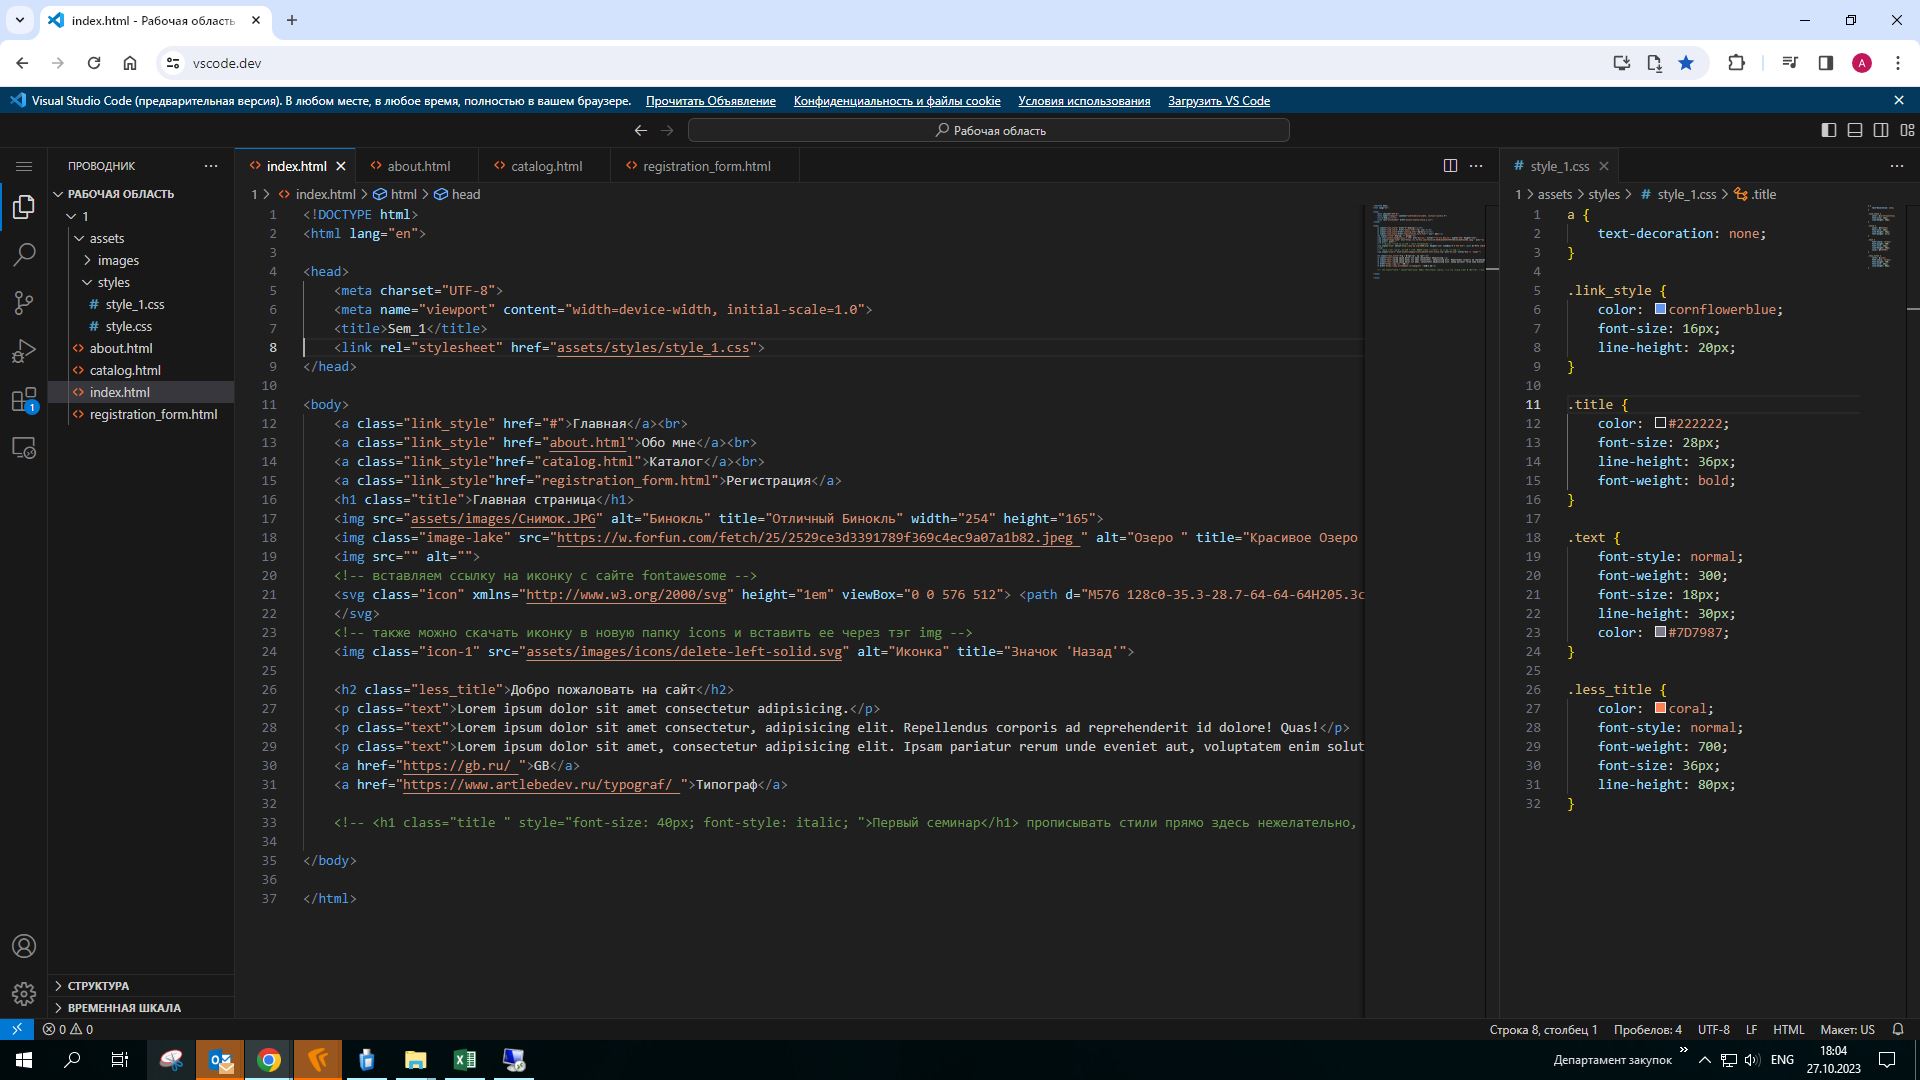 index.html - Рабочая область
vscode.dev
A
Visual Studio Code (предварительная версия). В любом месте, в любое время, полностью в вашем браузере. Прочитать Объявление Конфиденциальность и файлы cookie Условия использования Загрузить VS Code
Рабочая область
ПРОВОДНИК
РАБОЧАЯ ОБЛАСТЬ
1
assets
images
styles
# style_1.css
# style.css
about.html
catalog.html
index.html
registration_form.html
СТРУКТУРА
ВРЕМЕННАЯ ШКАЛА
1
index.html about.html catalog.html registration_form.html
1 > index.html > html > head
1 <!DOCTYPE html>
2 <html lang="en">
3
4 <head>
5 <meta charset="UTF-8">
6 <meta name="viewport" content="width=device-width, initial-scale=1.0">
7 <title>Sem_1</title>
8 <link rel="stylesheet" href="assets/styles/style_1.css">
9 </head>
10
11 <body>
12 <a class="link_style" href="#">Главная</a><br>
13 <a class="link_style" href="about.html">Обо мне</a><br>
14 <a class="link_style"href="catalog.html">Каталог</a><br>
15 <a class="link_style"href="registration_form.html">Регистрация</a>
16 <h1 class="title">Главная страница</h1>
17 <img src="assets/images/Снимок.JPG" alt="Бинокль" title="Отличный Бинокль" width="254" height="165">
18 <img class="image-lake" src="https://w.forfun.com/fetch/25/2529ce3d3391789f369c4ec9a07a1b82.jpeg " alt="Озеро " title="Красивое Озеро
19 <img src="" alt="">
20 <!-- вставляем ссылку на иконку с сайте fontawesome -->
21 <svg class="icon" xmlns="http://www.w3.org/2000/svg" height="1em" viewBox="0 0 576 512"> <path d="M576 128c0-35.3-28.7-64-64-64H205.3c
22 </svg>
23 <!-- также можно скачать иконку в новую папку icons и вставить ее через тэг img -->
24 <img class="icon-1" src="assets/images/icons/delete-left-solid.svg" alt="Иконка" title="Значок 'Назад'">
25
26 <h2 class="less_title">Добро пожаловать на сайт</h2>
27 <p class="text">Lorem ipsum dolor sit amet consectetur adipisicing.</p>
28 <p class="text">Lorem ipsum dolor sit amet consectetur, adipisicing elit. Repellendus corporis ad reprehenderit id dolore! Quas!</p>
29 <p class="text">Lorem ipsum dolor sit amet, consectetur adipisicing elit. Ipsam pariatur rerum unde eveniet aut, voluptatem enim solut
30 <a href="https://gb.ru/ ">GB</a>
31 <a href="https://www.artlebedev.ru/typograf/ ">Типограф</a>
32
33 <!-- <h1 class="title " style="font-size: 40px; font-style: italic; ">Первый семинар</h1> прописывать стили прямо здесь нежелательно,
34
35 </body>
36
37 </html>
# style_1.css
1 > assets > styles > # style_1.css > .title
1 a {
2 text-decoration: none;
3 }
4
5 .link_style {
6 color: cornflowerblue;
7 font-size: 16px;
8 line-height: 20px;
9 }
10
11 .title {
12 color: #222222;
13 font-size: 28px;
14 line-height: 36px;
15 font-weight: bold;
16 }
17
18 .text {
19 font-style: normal;
20 font-weight: 300;
21 font-size: 18px;
22 line-height: 30px;
23 color: #7D7987;
24 }
25
26 .less_title {
27 color: coral;
28 font-style: normal;
29 font-weight: 700;
30 font-size: 36px;
31 line-height: 80px;
32 }
0 0 Строка 8, столбец 1 Пробелов: 4 UTF-8 LF HTML Макет: US
Департамент закупок » ENG 18:04
27.10.2023